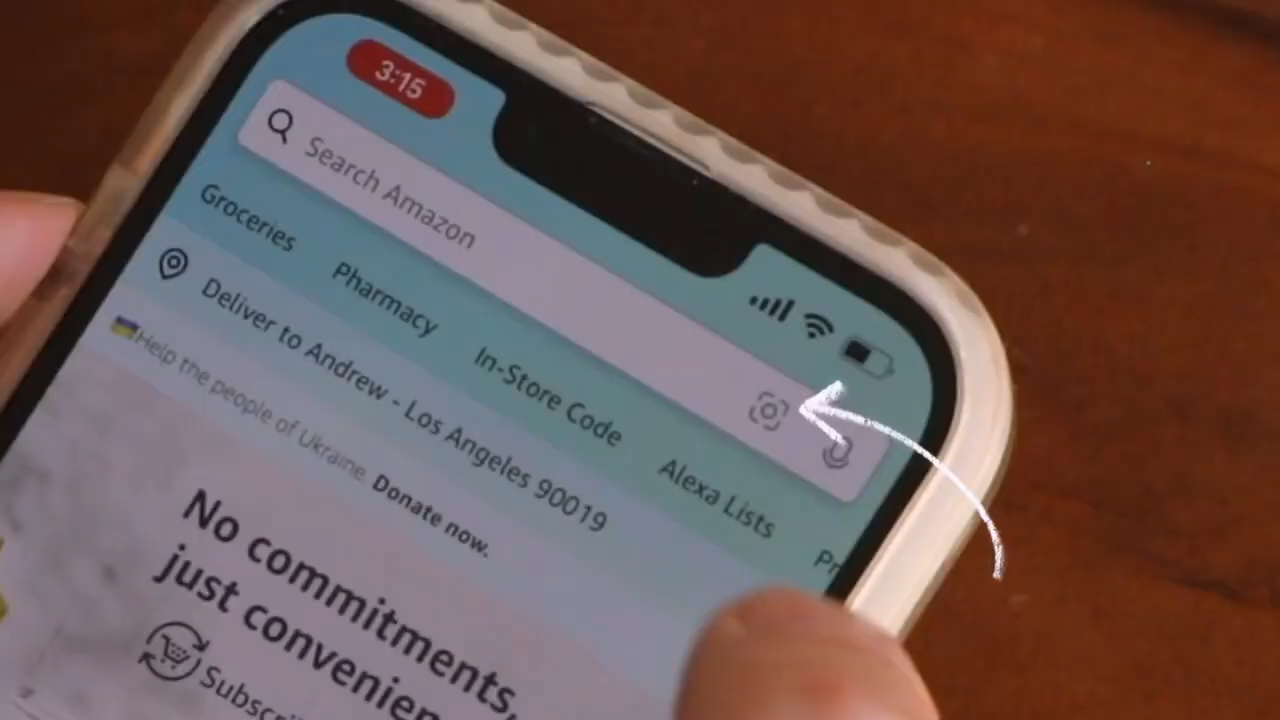 3:15
Search Amazon
Groceries Pharmacy In-Store Code Alexa Lists
Deliver to Andrew - Los Angeles 90019
Help the people of Ukraine. Donate now.
No commitments,
just